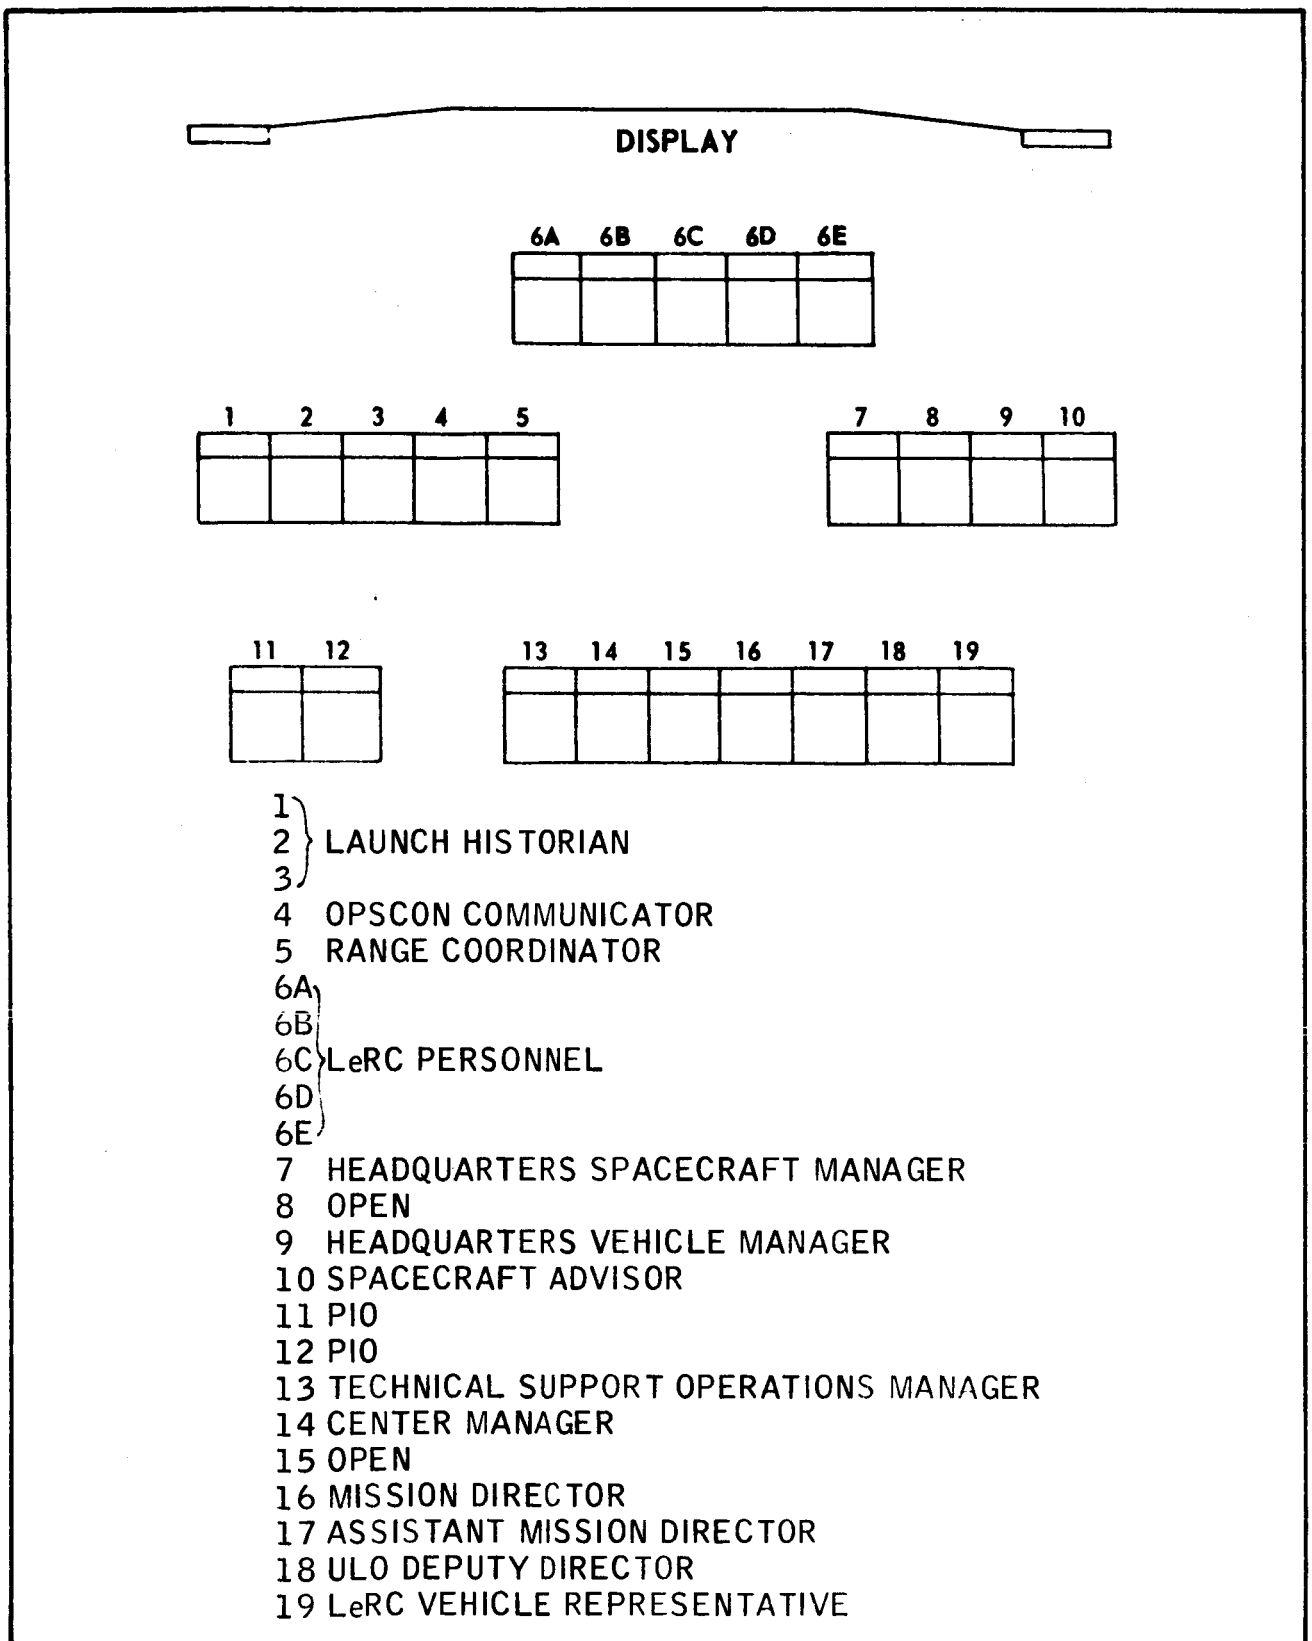 DISPLAY
6A 6B 6C 6D 6E
1 2 3 4 5 7 8 9 10
11 12 13 14 15 16 17 18 19
1
2 LAUNCH HISTORIAN
3
4 OPSCON COMMUNICATOR
5 RANGE COORDINATOR
6A
6B
6C LeRC PERSONNEL
6D
6E
7 HEADQUARTERS SPACECRAFT MANAGER
8 OPEN
9 HEADQUARTERS VEHICLE MANAGER
10 SPACECRAFT ADVISOR
11 PIO
12 PIO
13 TECHNICAL SUPPORT OPERATIONS MANAGER
14 CENTER MANAGER
15 OPEN
16 MISSION DIRECTOR
17 ASSISTANT MISSION DIRECTOR
18 ULO DEPUTY DIRECTOR
19 LeRC VEHICLE REPRESENTATIVE